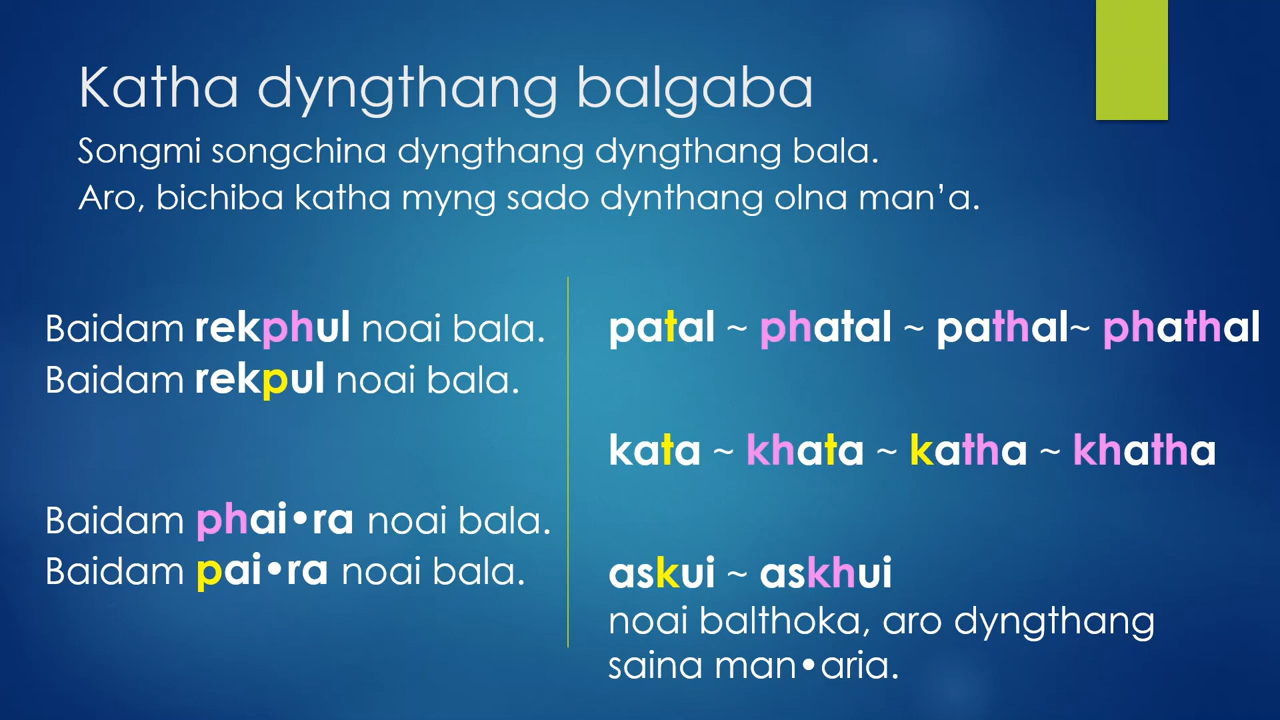 Katha dyngthang balgaba
Songmi songchina dyngthang dyngthang bala.
Aro, bichiba katha myng sado dynthang olna man’a.
Baidam rekphul noai bala.
Baidam rekpul noai bala.
Baidam phai•ra noai bala.
Baidam pai•ra noai bala.
patal ~ phatal ~ pathal~ phathal
kata ~ khata ~ katha ~ khatha
askui ~ askhui
noai balthoka, aro dyngthang
saina man•aria.